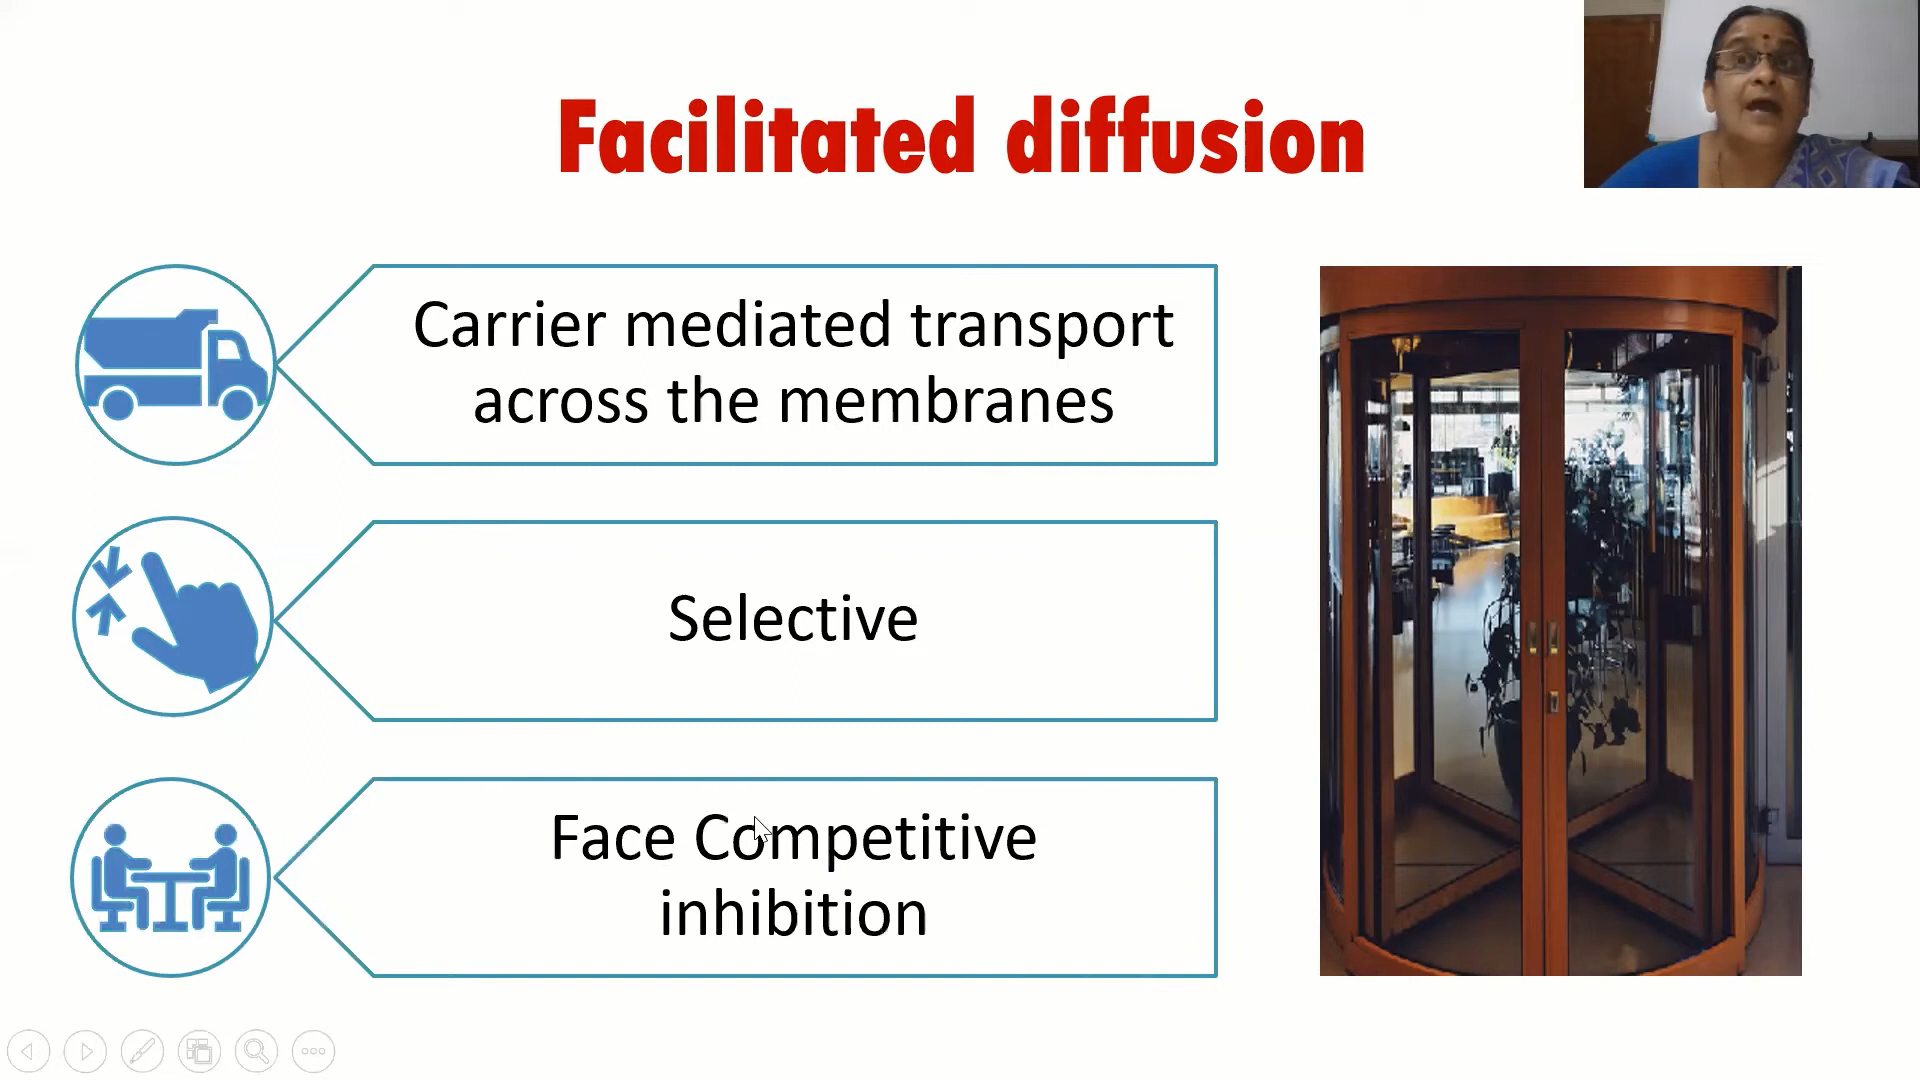 Facilitated diffusion
Carrier mediated transport
across the membranes
Selective
Face Competitive
inhibition